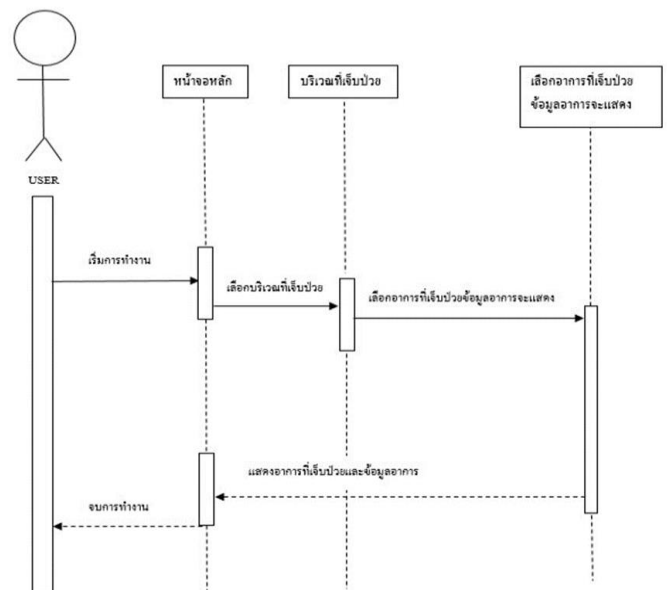 หน้าจอหลัก
บริเวณที่เจ็บป่วย
เลือกอาการที่เจ็บป่วย
ข้อมูลอาการจะแสดง
USER
เริ่มการทำงาน
เลือกบริเวณที่เจ็บป่วย
เลือกอาการที่เจ็บป่วยข้อมูลอาการจะแสดง
แสดงอาการที่เจ็บป่วยและข้อมูลอาการ
จบการทำงาน